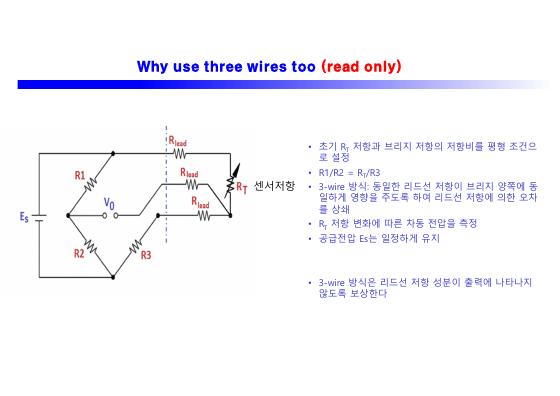 Why use three wires too (read only)
Rlead
R1
Rlead
RT 센서저항
V0
Rlead
Es
R2
R3
• 초기 RT 저항과 브리지 저항의 저항비를 평형 조건으
로 설정
• R1/R2 = RT/R3
• 3-wire 방식: 동일한 리드선 저항이 브리지 양쪽에 동
일하게 영향을 주도록 하여 리드선 저항에 의한 오차
를 상쇄
• RT 저항 변화에 따른 차동 전압을 측정
• 공급전압 Es는 일정하게 유지
• 3-wire 방식은 리드선 저항 성분이 출력에 나타나지
않도록 보상한다